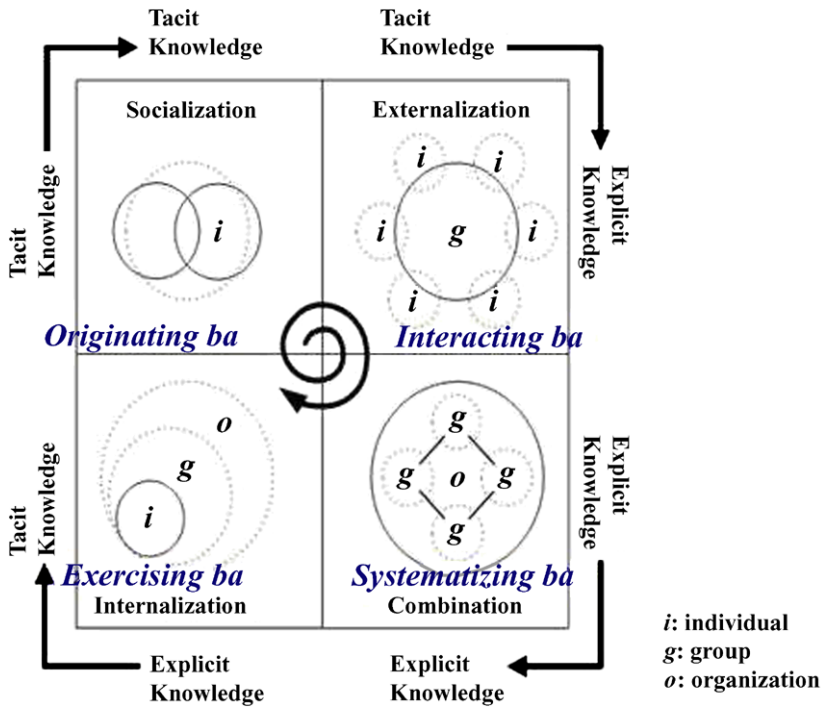 Tacit
Knowledge
Tacit
Knowledge
Socialization
Externalization
Tacit
Knowledge
i
i
i
i
g
i
i
i
Explicit
Knowledge
Originating ba
Interacting ba
Tacit
Knowledge
o
g
i
g
g
o
g
g
Explicit
Knowledge
Exercising ba
Systematizing ba
Internalization
Combination
Explicit
Knowledge
Explicit
Knowledge
i: individual
g: group
o: organization